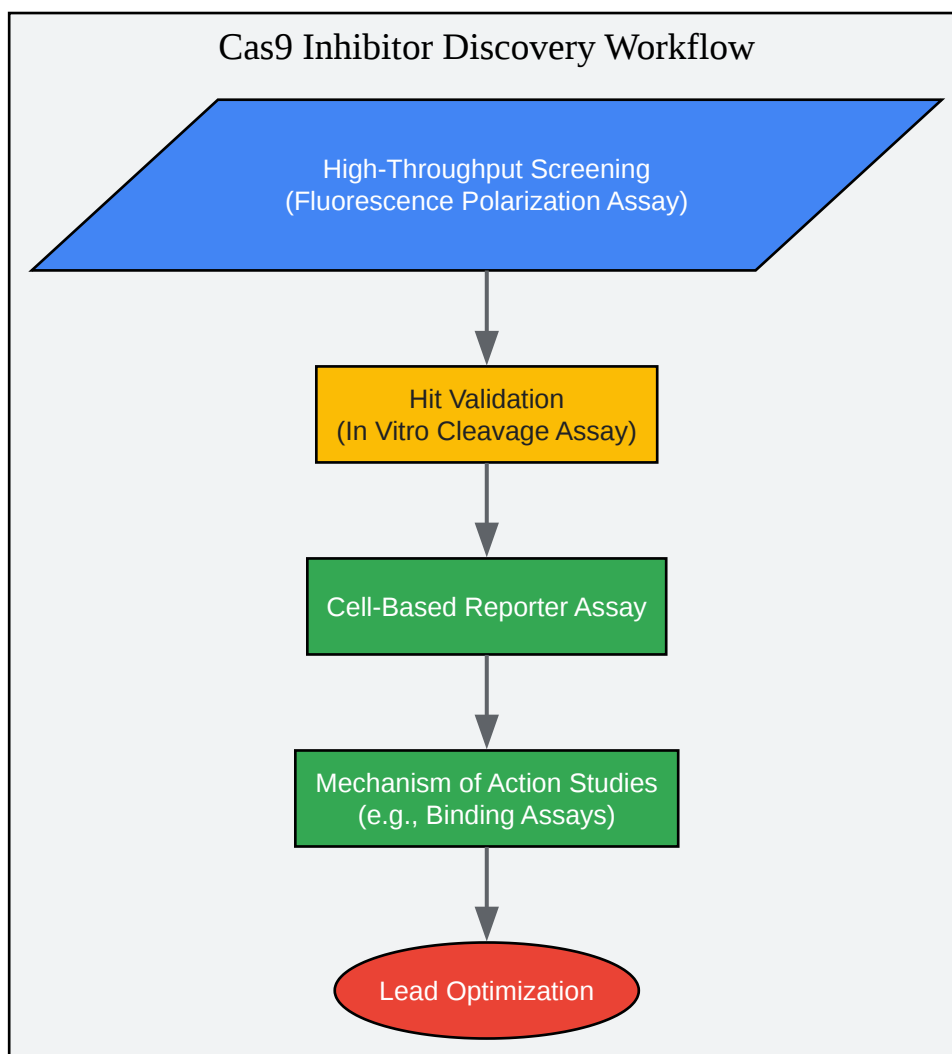 Cas9 Inhibitor Discovery Workflow
High-Throughput Screening
(Fluorescence Polarization Assay)
Hit Validation
(In Vitro Cleavage Assay)
Cell-Based Reporter Assay
Mechanism of Action Studies
(e.g., Binding Assays)
Lead Optimization